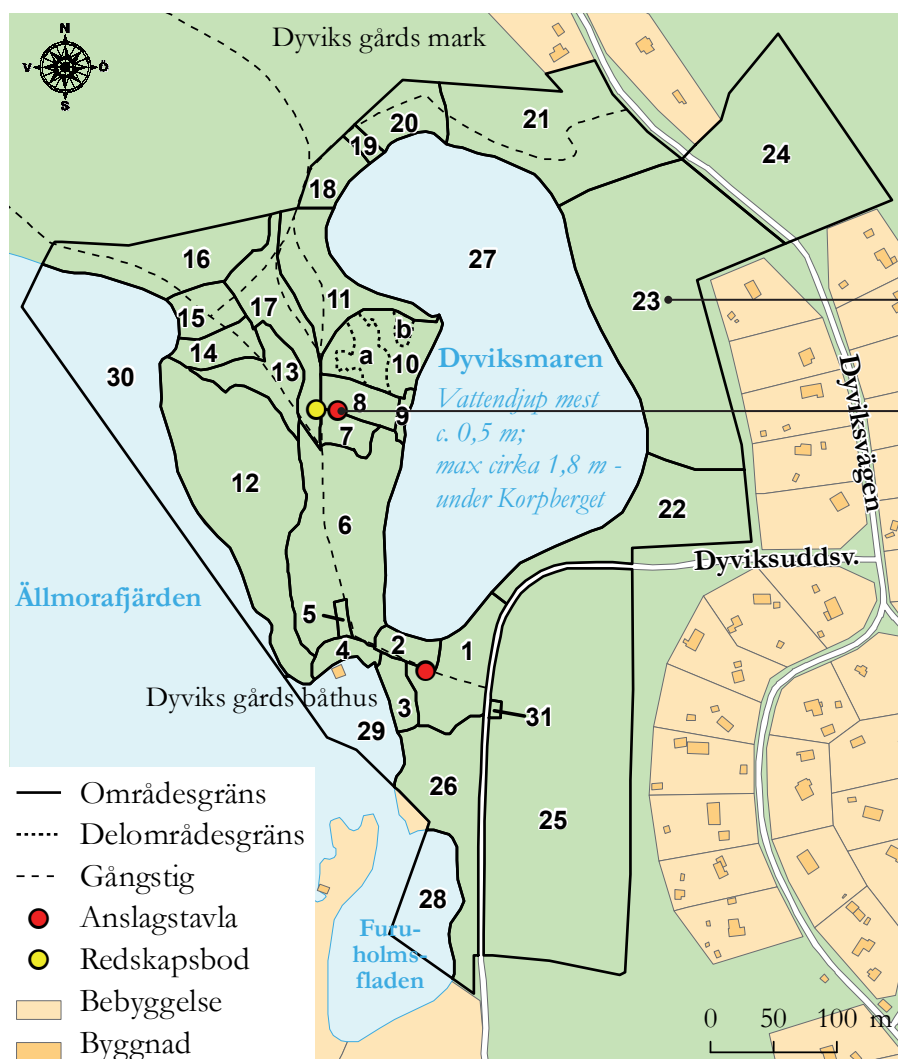 Dyviks gårds mark
N
V
Ö
S
20
21
19
24
18
16
27
17
11
23
15
b
30
14
a
10
13
Dyviksmaren
8
9
Vattendjup mest
c. 0,5 m;
max cirka 1,8 m -
under Korpberget
7
Dyviksvägen
12
6
22
Dyviksuddsv.
Ällmorafjärden
5
2
1
4
Dyviks gårds båthus
3
31
29
26
25
28
Furu-
holms-
fladen
Områdesgräns
Delområdesgräns
Gångstig
Anslagstavla
Redskapsbod
Bebyggelse
Byggnad
0 50 100 m